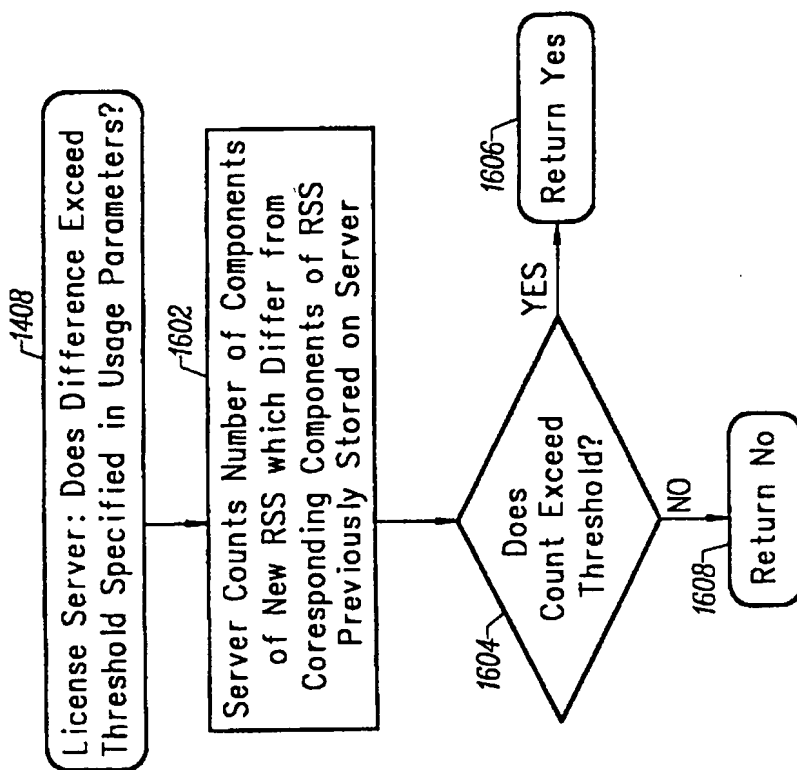 1408
License Server: Does Difference Exceed
Threshold Specified in Usage Parameters?
1602
Server Counts Number of Components
of New RSS which Differ from
Coresponding Components of RSS
Previously Stored on Server
1604
Does
Count Exceed
Threshold?
YES
1606
Return Yes
NO
1608
Return No